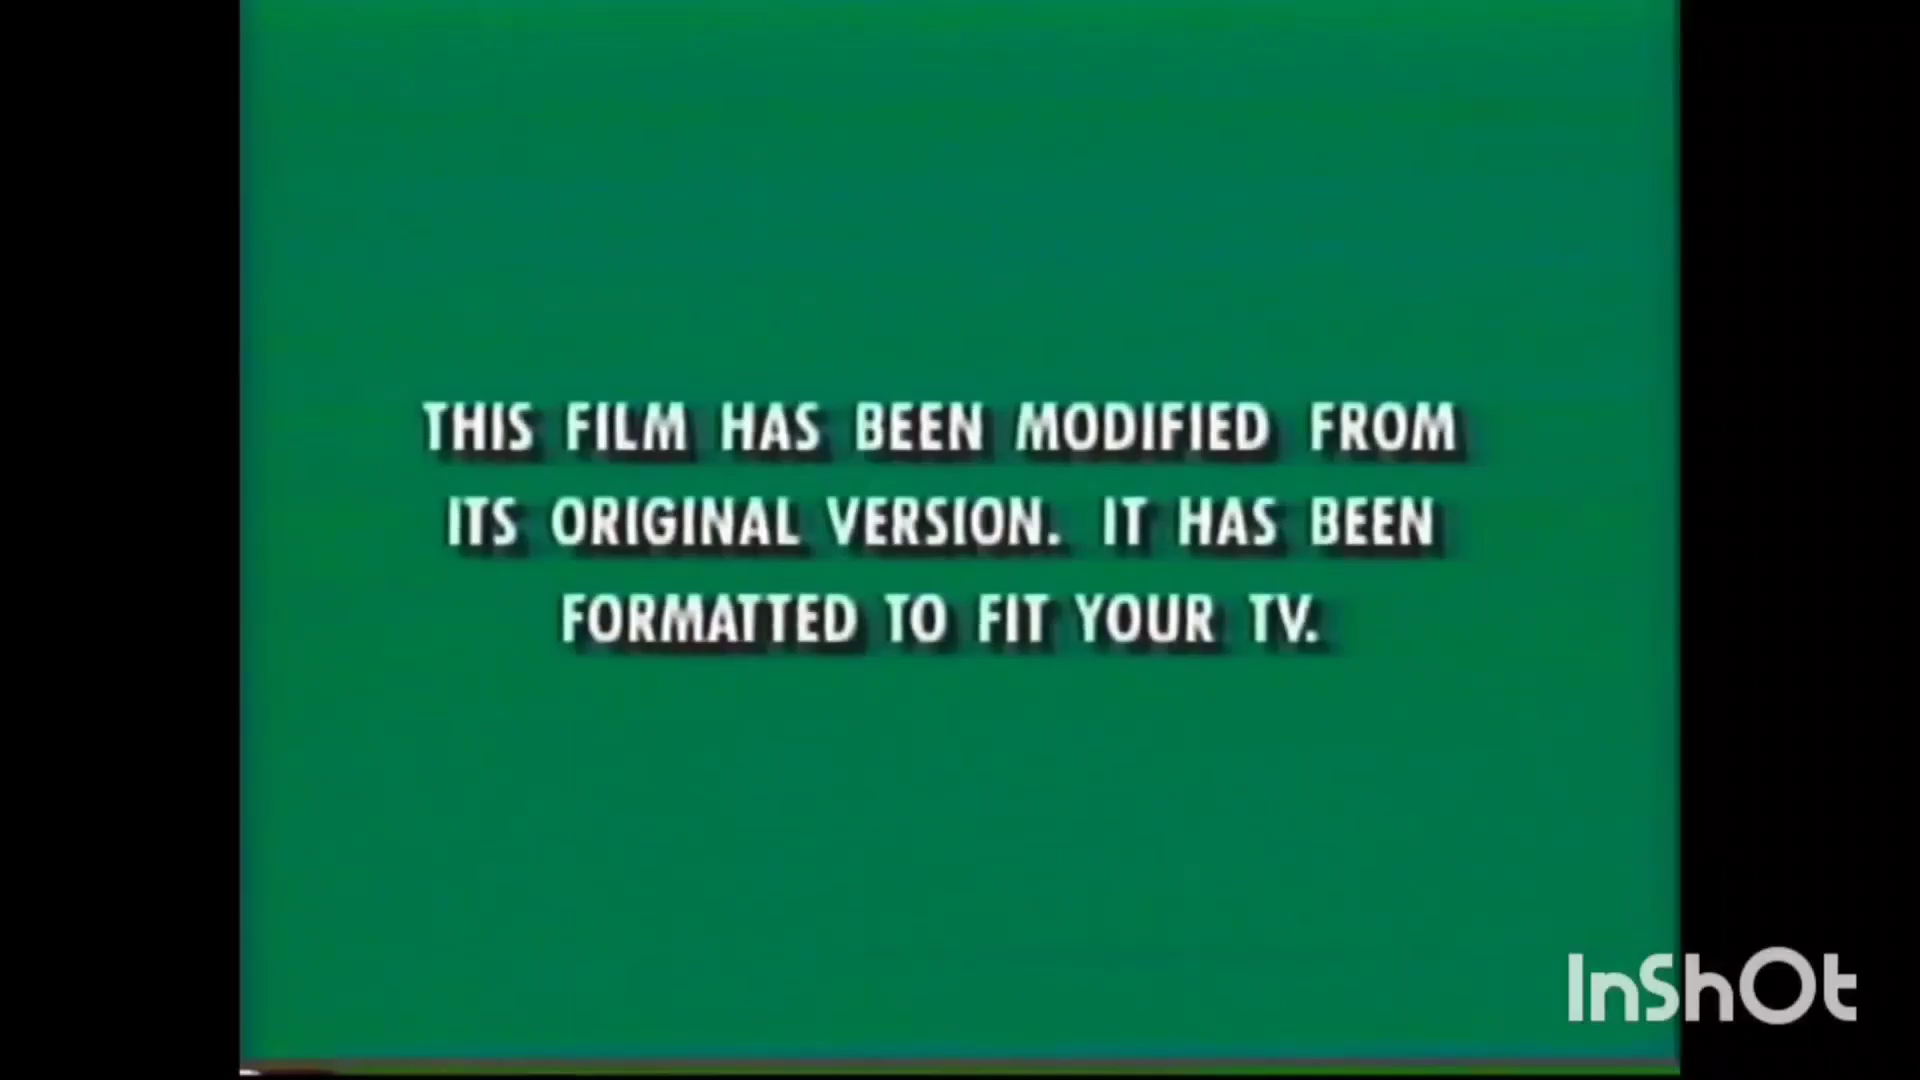 THIS FILM HAS BEEN MODIFIED FROM
ITS ORIGINAL VERSION. IT HAS BEEN
FORMATTED TO FIT YOUR TV.
InShOt